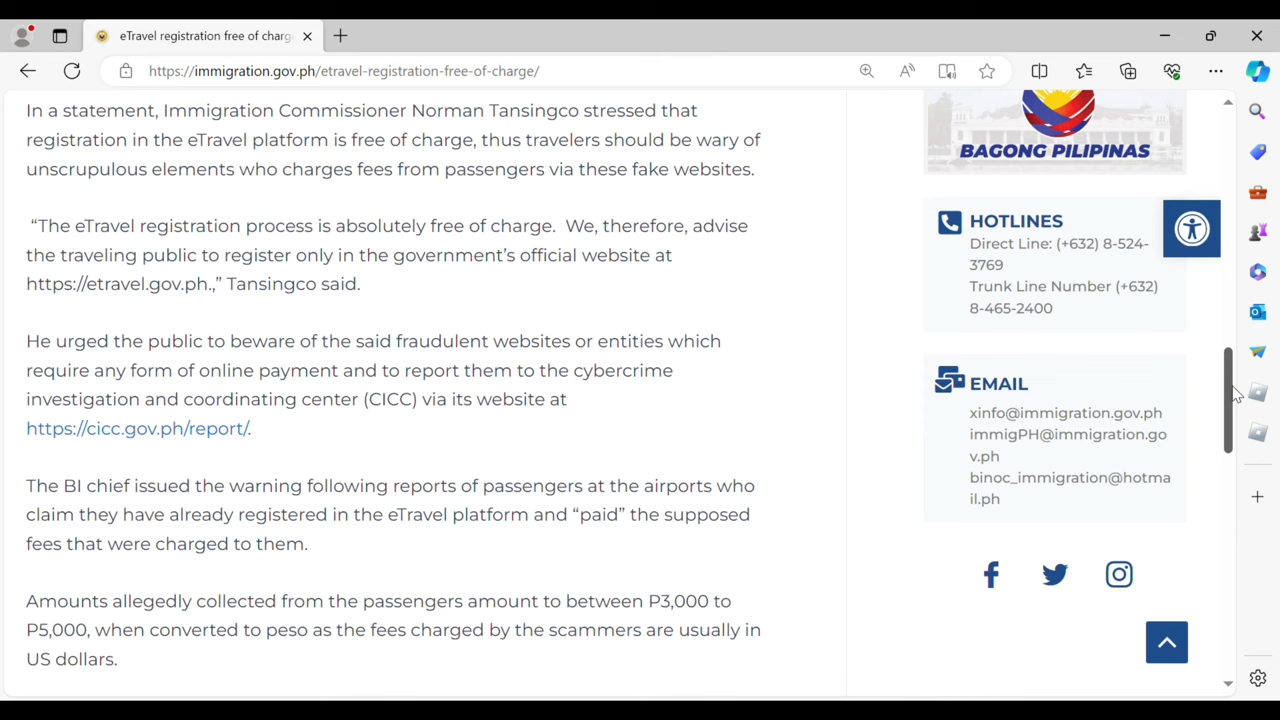 eTravel registration free of charg
https://immigration.gov.ph/etravel-registration-free-of-charge/
In a statement, Immigration Commissioner Norman Tansingco stressed that
registration in the eTravel platform is free of charge, thus travelers should be wary of
unscrupulous elements who charges fees from passengers via these fake websites.
“The eTravel registration process is absolutely free of charge.  We, therefore, advise
the traveling public to register only in the government’s official website at
https://etravel.gov.ph.,” Tansingco said.
He urged the public to beware of the said fraudulent websites or entities which
require any form of online payment and to report them to the cybercrime
investigation and coordinating center (CICC) via its website at
https://cicc.gov.ph/report/.
The BI chief issued the warning following reports of passengers at the airports who
claim they have already registered in the eTravel platform and “paid” the supposed
fees that were charged to them.
Amounts allegedly collected from the passengers amount to between P3,000 to
P5,000, when converted to peso as the fees charged by the scammers are usually in
US dollars.
BAGONG PILIPINAS
HOTLINES
Direct Line: (+632) 8-524-
3769
Trunk Line Number (+632)
8-465-2400
EMAIL
xinfo@immigration.gov.ph
immigPH@immigration.go
v.ph
binoc_immigration@hotma
il.ph